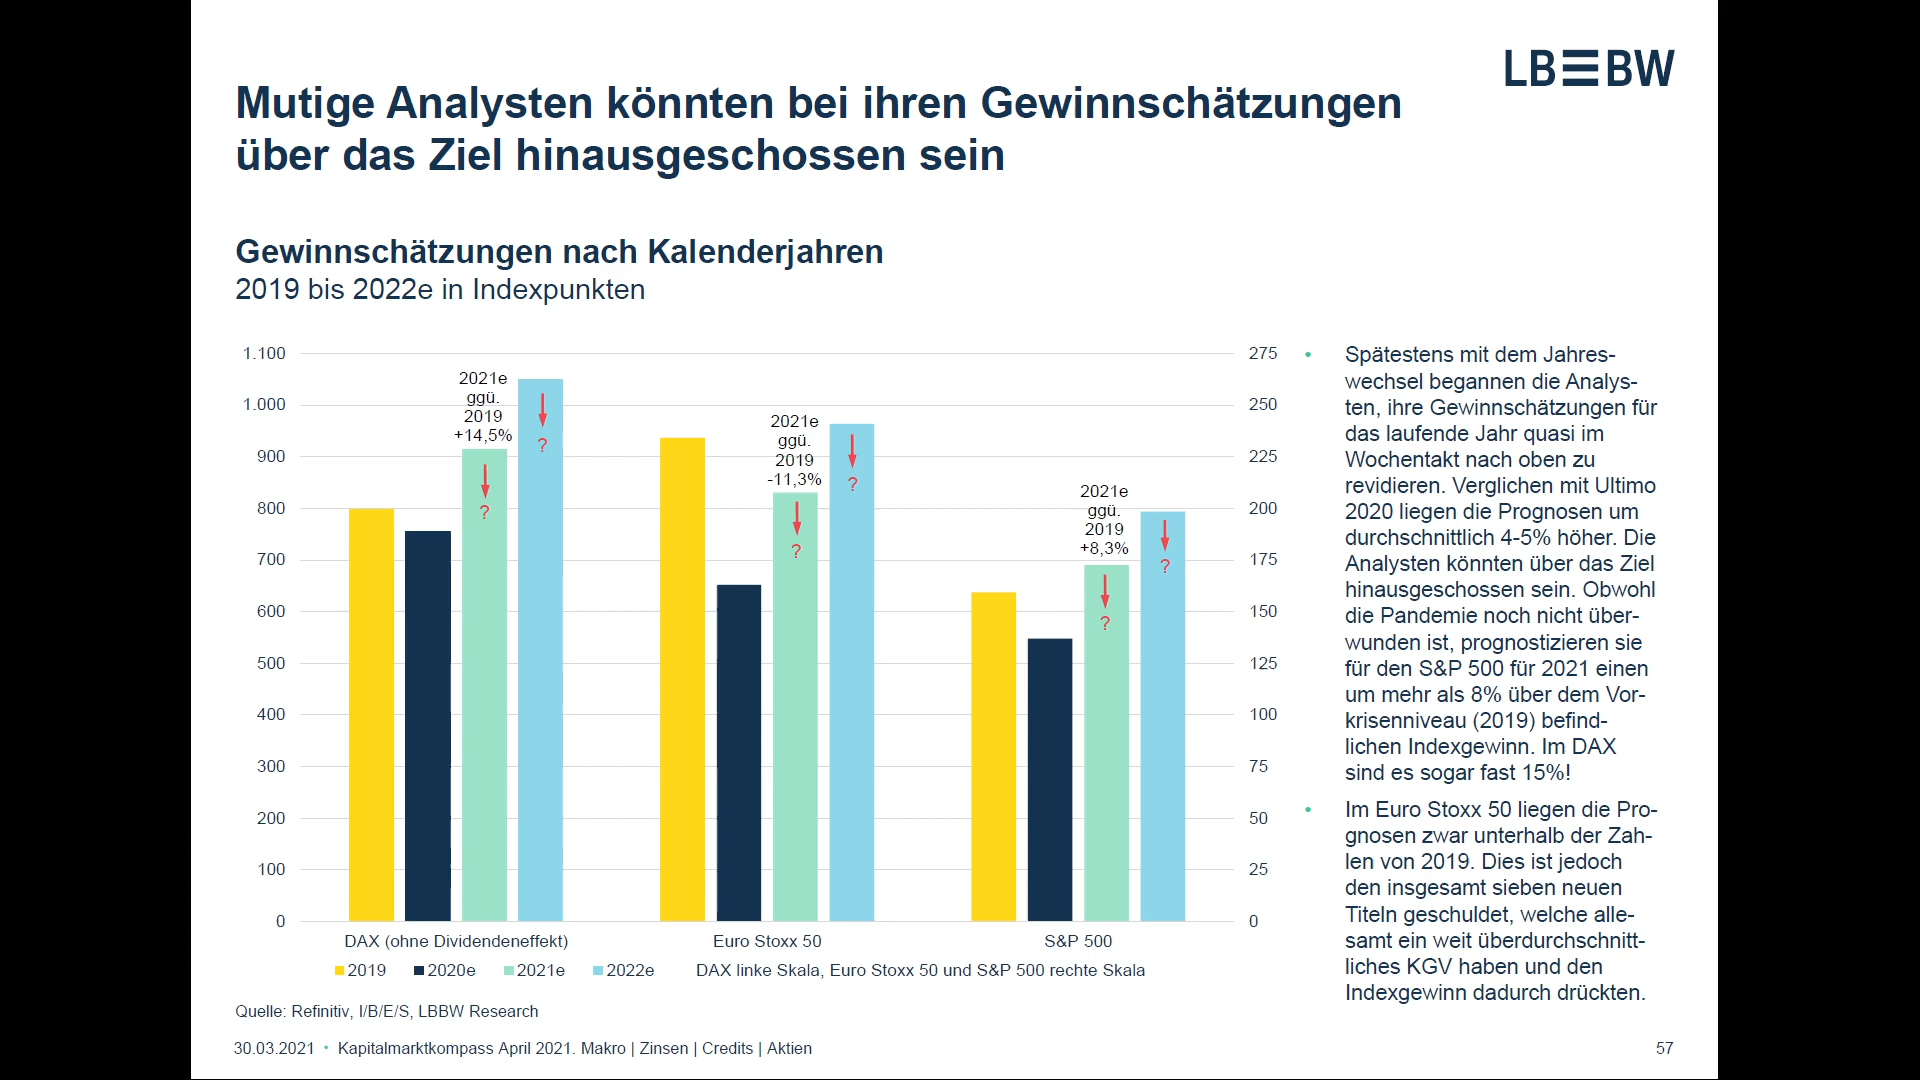 LBBW
Mutige Analysten könnten bei ihren Gewinnschätzungen
über das Ziel hinausgeschossen sein
Gewinnschätzungen nach Kalenderjahren
2019 bis 2022e in Indexpunkten
1.100
1.000
900
800
700
600
500
400
300
200
100
0
2021e
ggü.
2019
+14,5%
?
?
2021e
ggü.
2019
-11,3%
?
?
2021e
ggü.
2019
+8,3%
?
?
275
250
225
200
175
150
125
100
75
50
25
0
DAX (ohne Dividendeneffekt)
Euro Stoxx 50
S&P 500
2019
2020e
2021e
2022e
DAX linke Skala, Euro Stoxx 50 und S&P 500 rechte Skala
• Spätestens mit dem Jahres-
wechsel begannen die Analys-
ten, ihre Gewinnschätzungen für
das laufende Jahr quasi im
Wochentakt nach oben zu
revidieren. Verglichen mit Ultimo
2020 liegen die Prognosen um
durchschnittlich 4-5% höher. Die
Analysten könnten über das Ziel
hinausgeschossen sein. Obwohl
die Pandemie noch nicht über-
wunden ist, prognostizieren sie
für den S&P 500 für 2021 einen
um mehr als 8% über dem Vor-
krisenniveau (2019) befind-
lichen Indexgewinn. Im DAX
sind es sogar fast 15%!
• Im Euro Stoxx 50 liegen die Pro-
gnosen zwar unterhalb der Zah-
len von 2019. Dies ist jedoch
den insgesamt sieben neuen
Titeln geschuldet, welche alle-
samt ein weit überdurchschnitt-
liches KGV haben und den
Indexgewinn dadurch drückten.
Quelle: Refinitiv, I/B/E/S, LBBW Research
30.03.2021 • Kapitalmarktkompass April 2021. Makro | Zinsen | Credits | Aktien
57